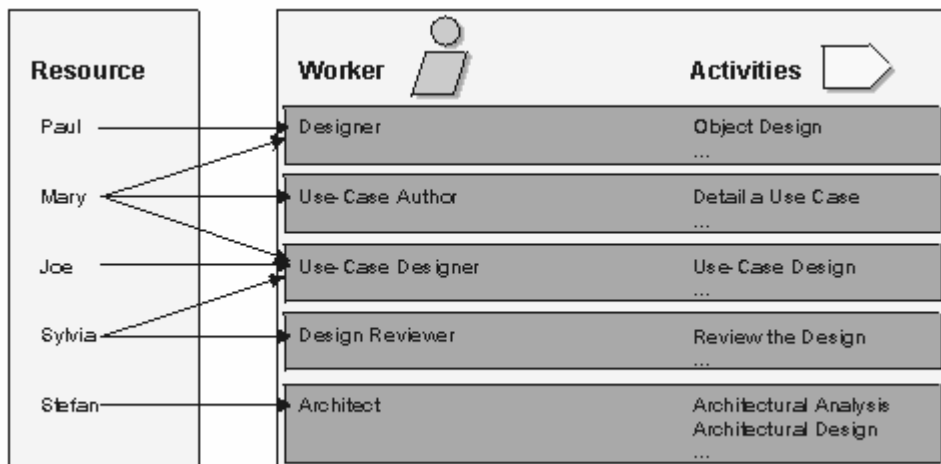 Resource Worker Activities
Paul Designer Object Design
...
Mary Use-Case Author Detail a Use Case
...
Joe Use-Case Designer Use-Case Design
...
Sylvia Design Reviewer Review the Design
...
Stefan Architect Architectural Analysis
Architectural Design
...